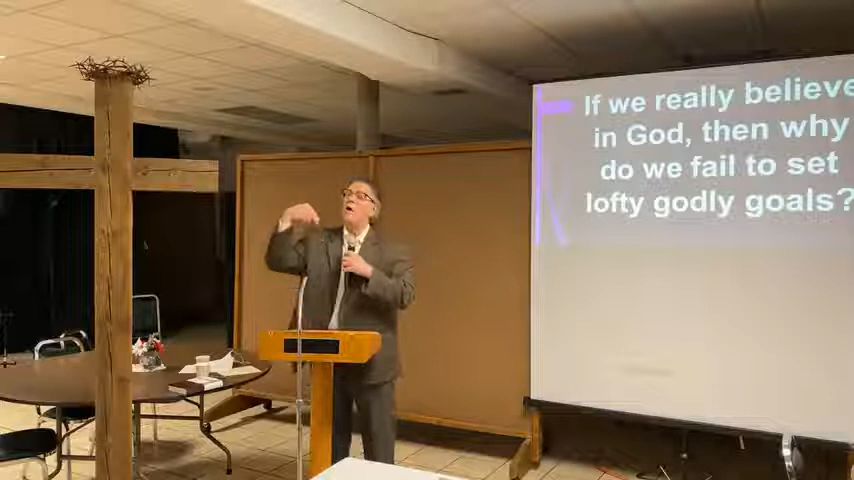 If we really believe
in God, then why
do we fail to set
lofty godly goals?